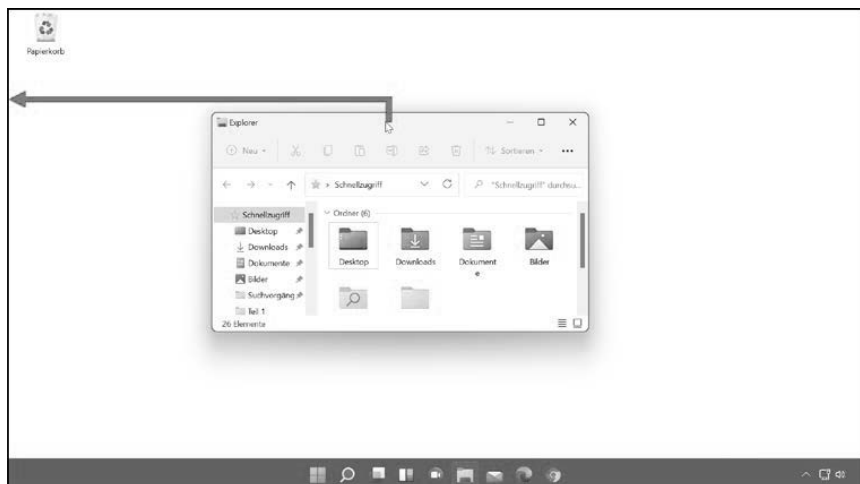 Papierkorb
Explorer
Neu
Sortieren
Schnellzugriff
"Schnellzugriff" durchsu...
Schnellzugriff
Desktop
Downloads
Dokumente
Bilder
Suchvorgäng
Teil 1
Ordner (6)
Desktop
Downloads
Dokument
e
Bilder
26 Elemente